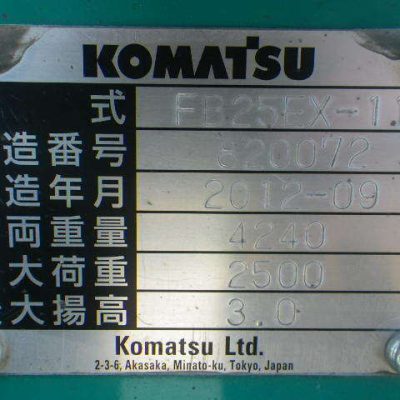 KOMATSU
式 FB25EX-11
造番号 820072
造年月 2012-09
両重量 4240
大荷重 2500
大揚高 3.0
Komatsu Ltd.
2-3-6, Akasaka, Minato-ku, Tokyo, Japan